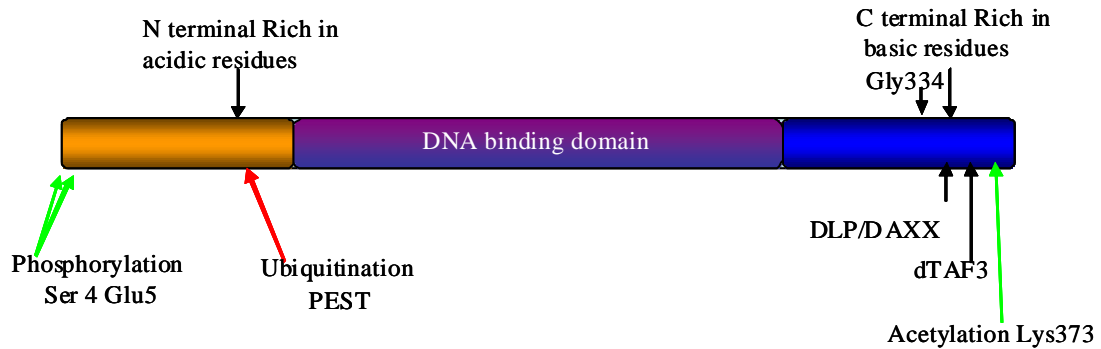 N terminal Rich in
acidic residues
C terminal Rich in
basic residues
Gly334
DNA binding domain
DLP/DAXX
dTAF3
Phosphorylation
Ser 4 Glu5
Ubiquitination
PEST
Acetylation Lys373